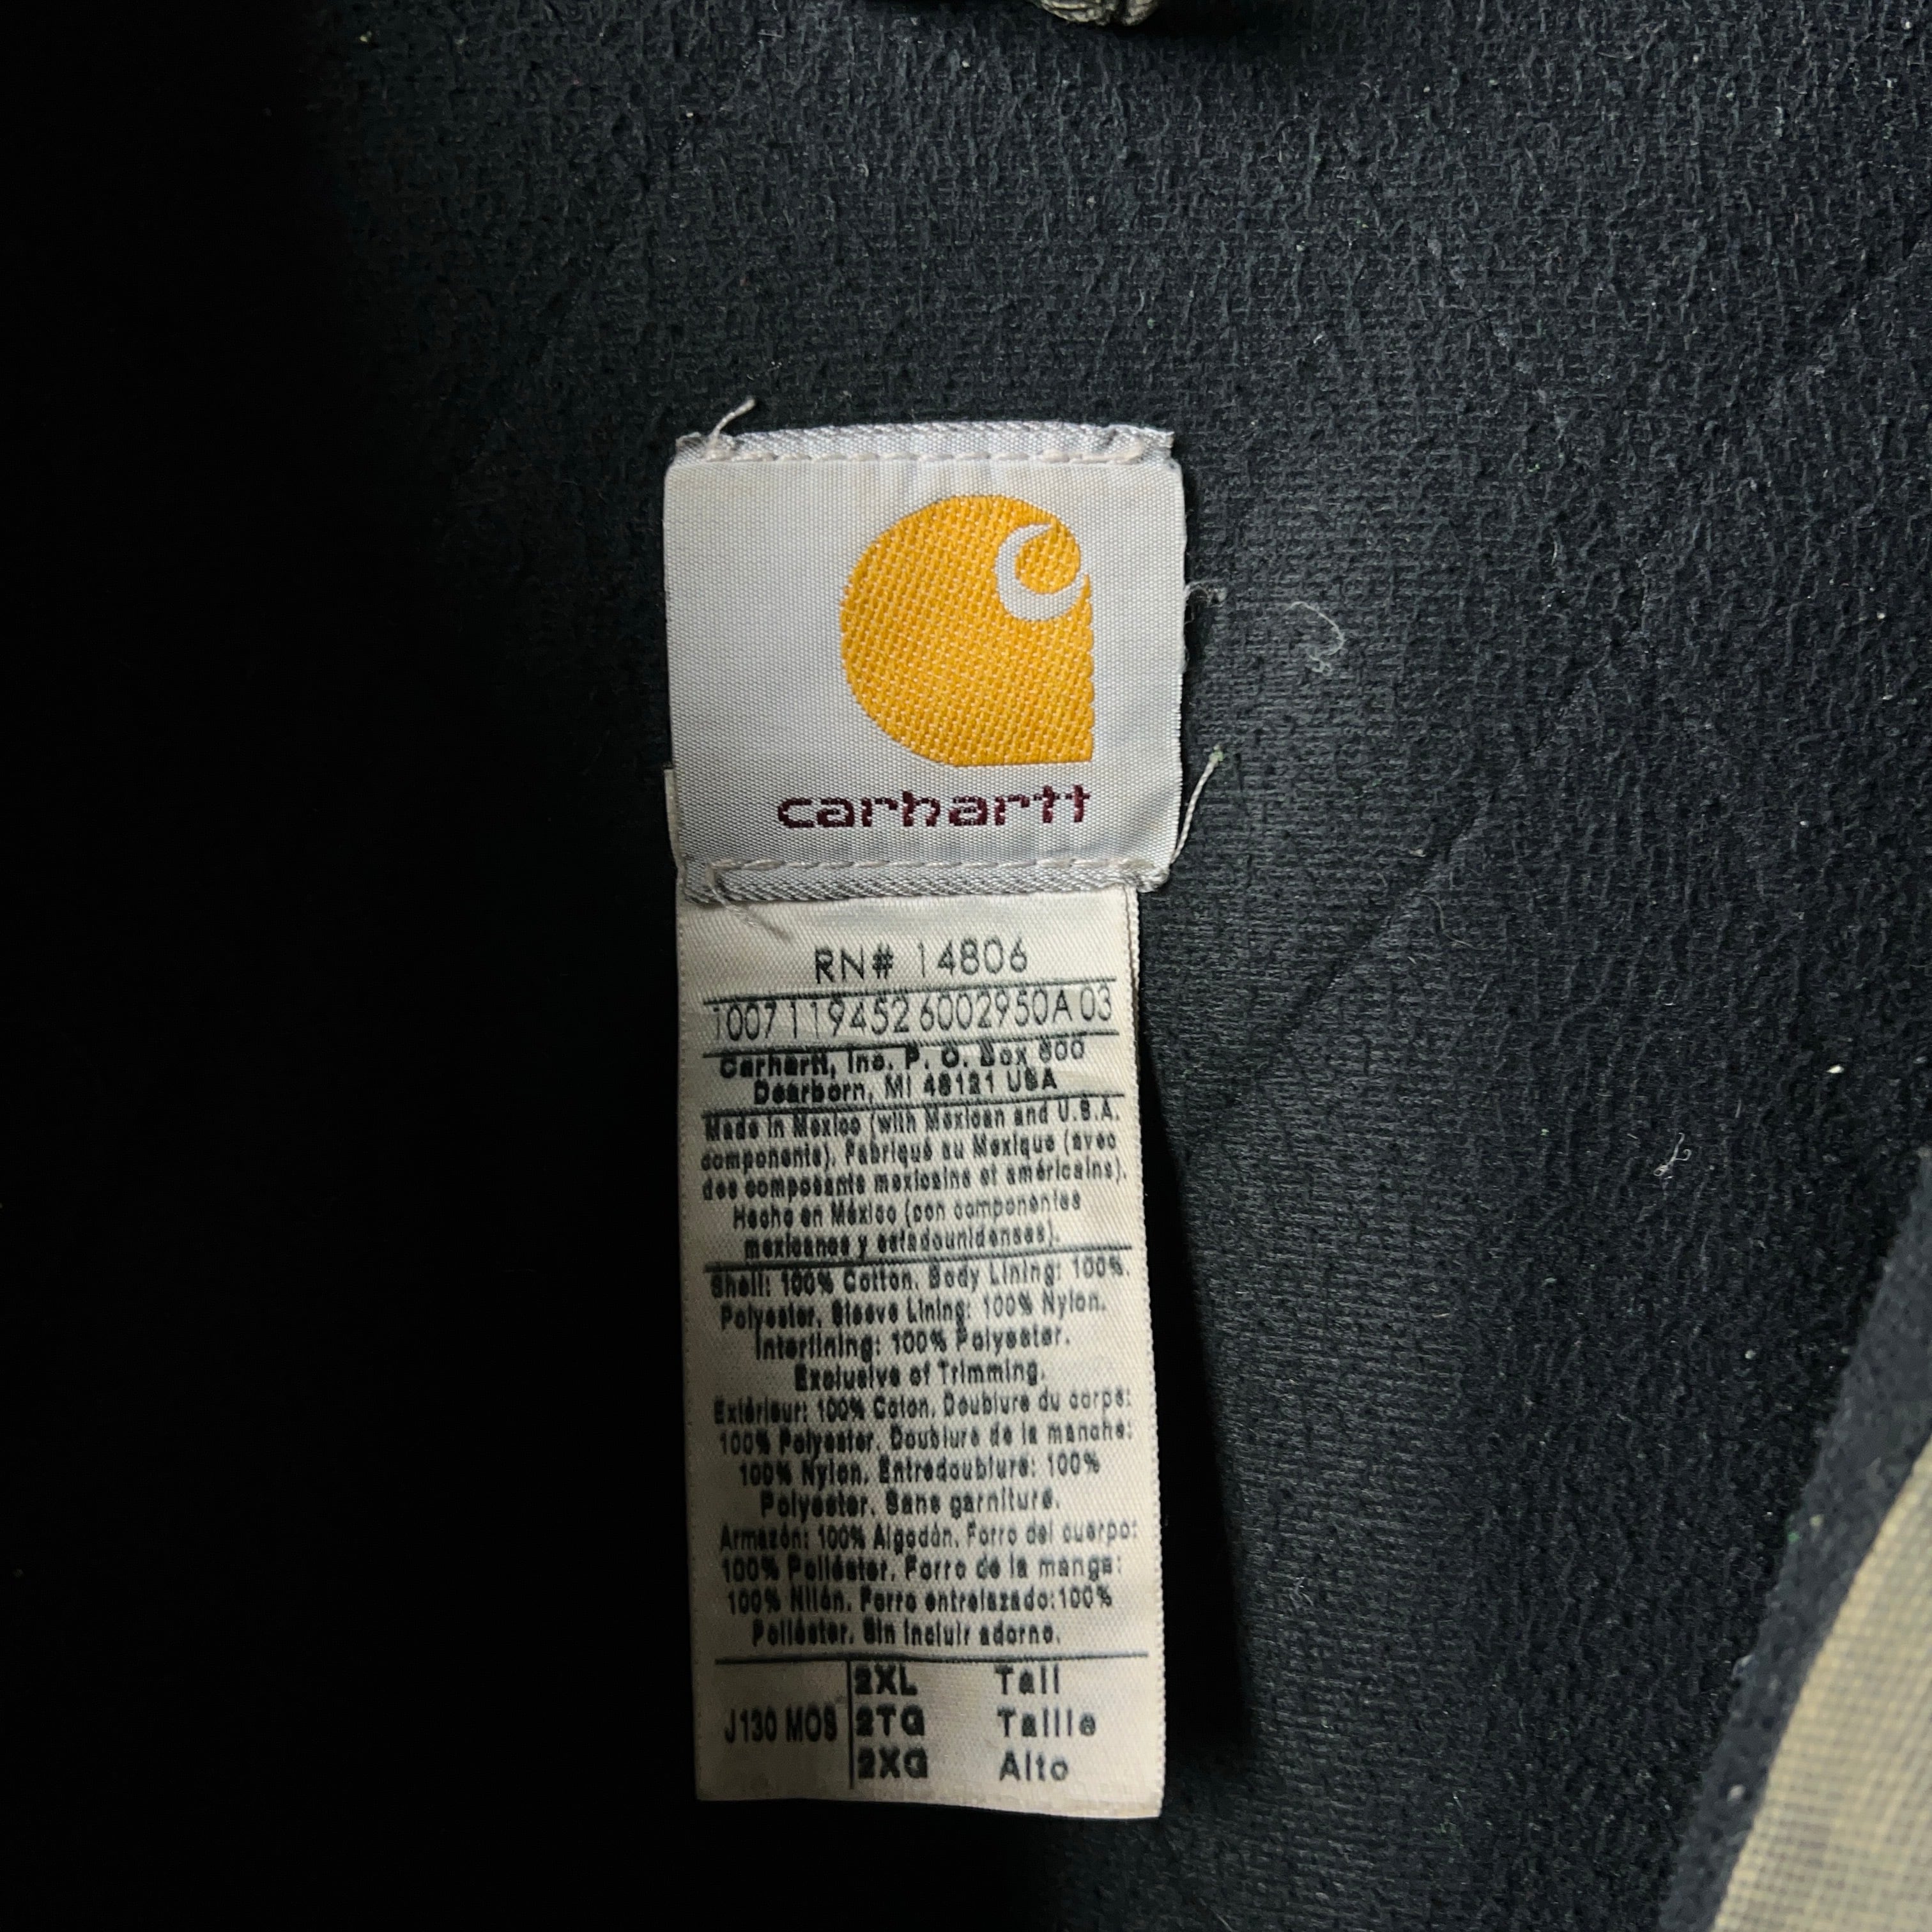 carhartt
RN# 14806
1007119452 6002950A 03
Carhartt, Inc. P. O. Box 600
Dearborn, MI 48121 USA
Made in Mexico (with Mexican and U.S.A.
components). Fabriqué au Mexique (avec
des composants mexicains et américains).
Hecho en México (con componentes
mexicanos y estadounidenses).
Shell: 100% Cotton. Body Lining: 100%.
Polyester. Sleeve Lining: 100% Nylon.
Interlining: 100% Polyester.
Exclusive of Trimming.
Extérieur: 100% Coton. Doublure du corps:
100% Polyester. Doublure de la manche:
100% Nylon. Entredoublure: 100%
Polyester. Sans garniture.
Armazón: 100% Algodón. Forro del cuerpo:
100% Poliéster. Forro de la manga:
100% Nilón. Forro entrelazado:100%
Poliéster. Sin incluir adorno.
J130 MOS
2XL Tall
2TG Taille
2XG Alto